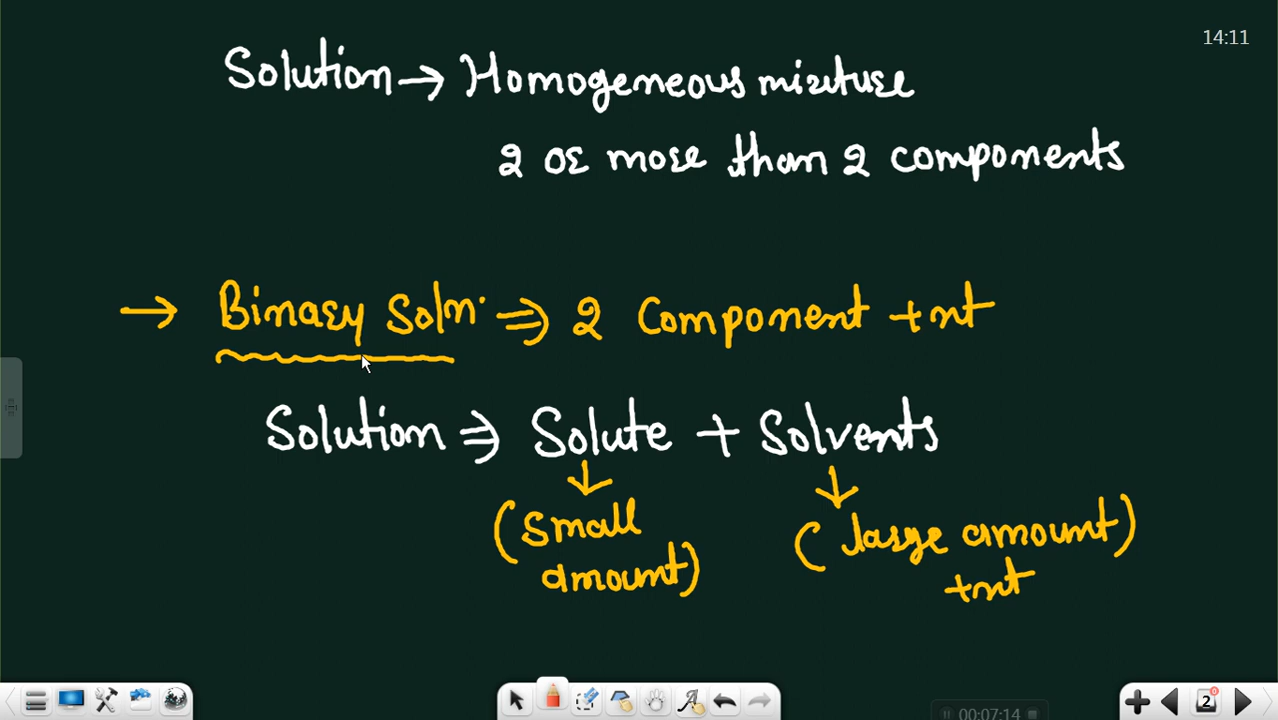 14:11
Solution → Homogeneous mixture
2 or more than 2 components
→ Binary Soln. ⇒ 2 Component +nt
Solution ⇒ Solute + Solvents
↓ ↓
(Small amount)
(large amount) +nt
2
00:07:14